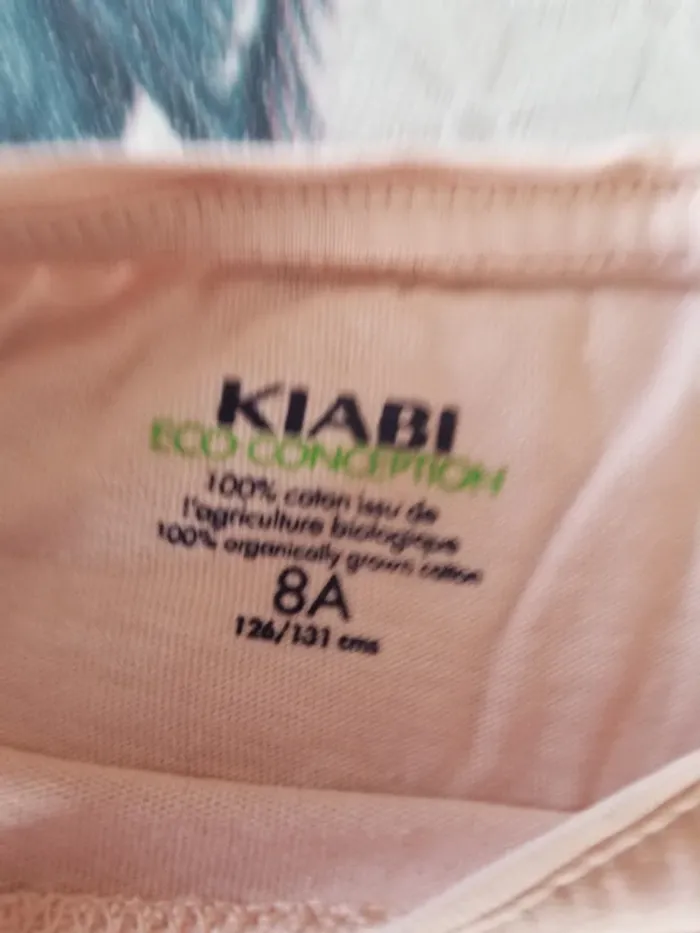 KIABI
ECO CONCEPTION
100% coton issu de
l'agriculture biologique
100% organically grown cotton
8A
126/131 cms